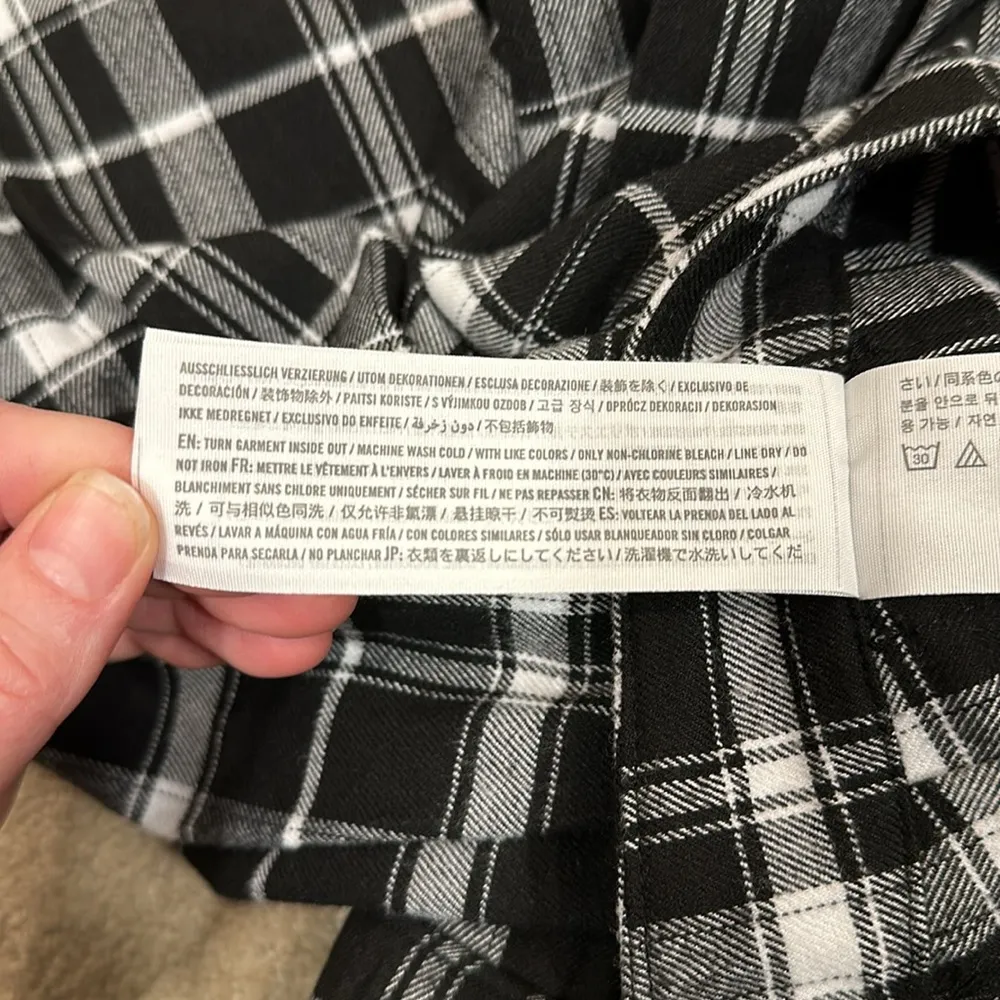 AUSSCHLIESSLICH VERZIERUNG / UTOM DEKORATIONEN / ESCLUSA DECORAZIONE / 装飾を除く / EXCLUSIVO DE
DECORACIÓN / 装饰物除外 / PAITSI KORISTE / S VÝJIMKOU OZDOB / 고급 장식 / OPRÓCZ DEKORACJI / DEKORASJON
IKKE MEDREGNET / EXCLUSIVO DO ENFEITE / دون زخرفة / 不包括飾物
EN: TURN GARMENT INSIDE OUT / MACHINE WASH COLD / WITH LIKE COLORS / ONLY NON-CHLORINE BLEACH / LINE DRY / DO
NOT IRON FR: METTRE LE VÊTEMENT À L'ENVERS / LAVER À FROID EN MACHINE (30°C) / AVEC COULEURS SIMILAIRES /
BLANCHIMENT SANS CHLORE UNIQUEMENT / SÉCHER SUR FIL / NE PAS REPASSER CN: 将衣物反面翻出 / 冷水机
洗 / 可与相似色同洗 / 仅允许非氯漂 / 悬挂晾干 / 不可熨烫 ES: VOLTEAR LA PRENDA DEL LADO AL
REVÉS / LAVAR A MÁQUINA CON AGUA FRÍA / CON COLORES SIMILARES / SÓLO USAR BLANQUEADOR SIN CLORO / COLGAR
PRENDA PARA SECARLA / NO PLANCHAR JP: 衣類を裏返しにしてください / 洗濯機で水洗いしてくだ
さい / 同系色の
분을 안으로 뒤
용 가능 / 자연
30